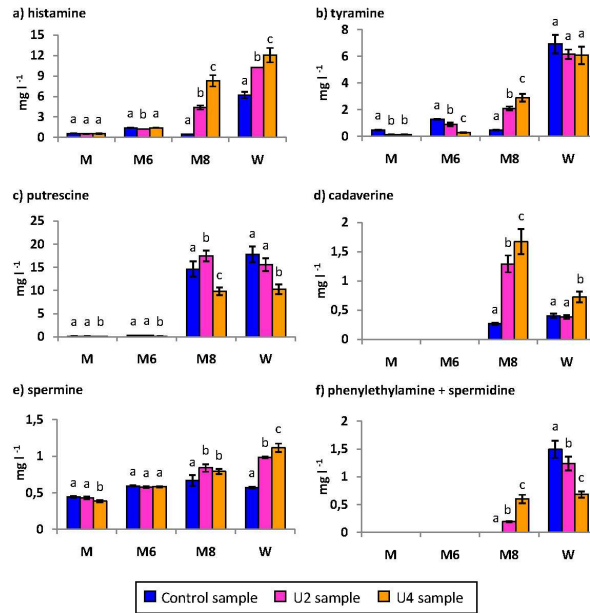 a) histamine
mg l -1
15
12
9
6
3
0
a a a
a b a
a b c
a b c
M M6 M8 W
b) tyramine
mg l -1
8
6
4
2
0
a b b
a b c
a b c
a a a
M M6 M8 W
c) putrescine
mg l -1
25
20
15
10
5
0
a a b
a a b
a b c
a a b
M M6 M8 W
d) cadaverine
mg l -1
2
1,5
1
0,5
0
a b c
a a b
M M6 M8 W
e) spermine
mg l -1
1,5
1
0,5
0
a a b
a a a
a b b
a b c
M M6 M8 W
f) phenylethylamine + spermidine
mg l -1
2
1,5
1
0,5
0
a b c
a b c
M M6 M8 W
Control sample U2 sample U4 sample